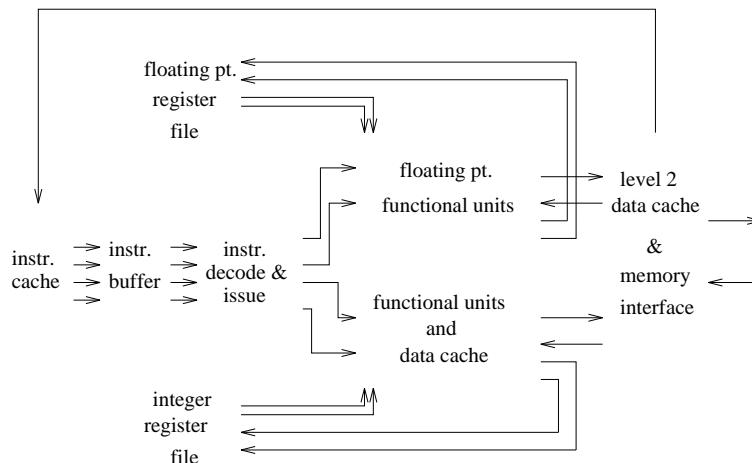 floating pt.
register
file
floating pt.
functional units
level 2
data cache
&
memory
interface
instr.
cache
instr.
buffer
instr.
decode &
issue
functional units
and
data cache
integer
register
file